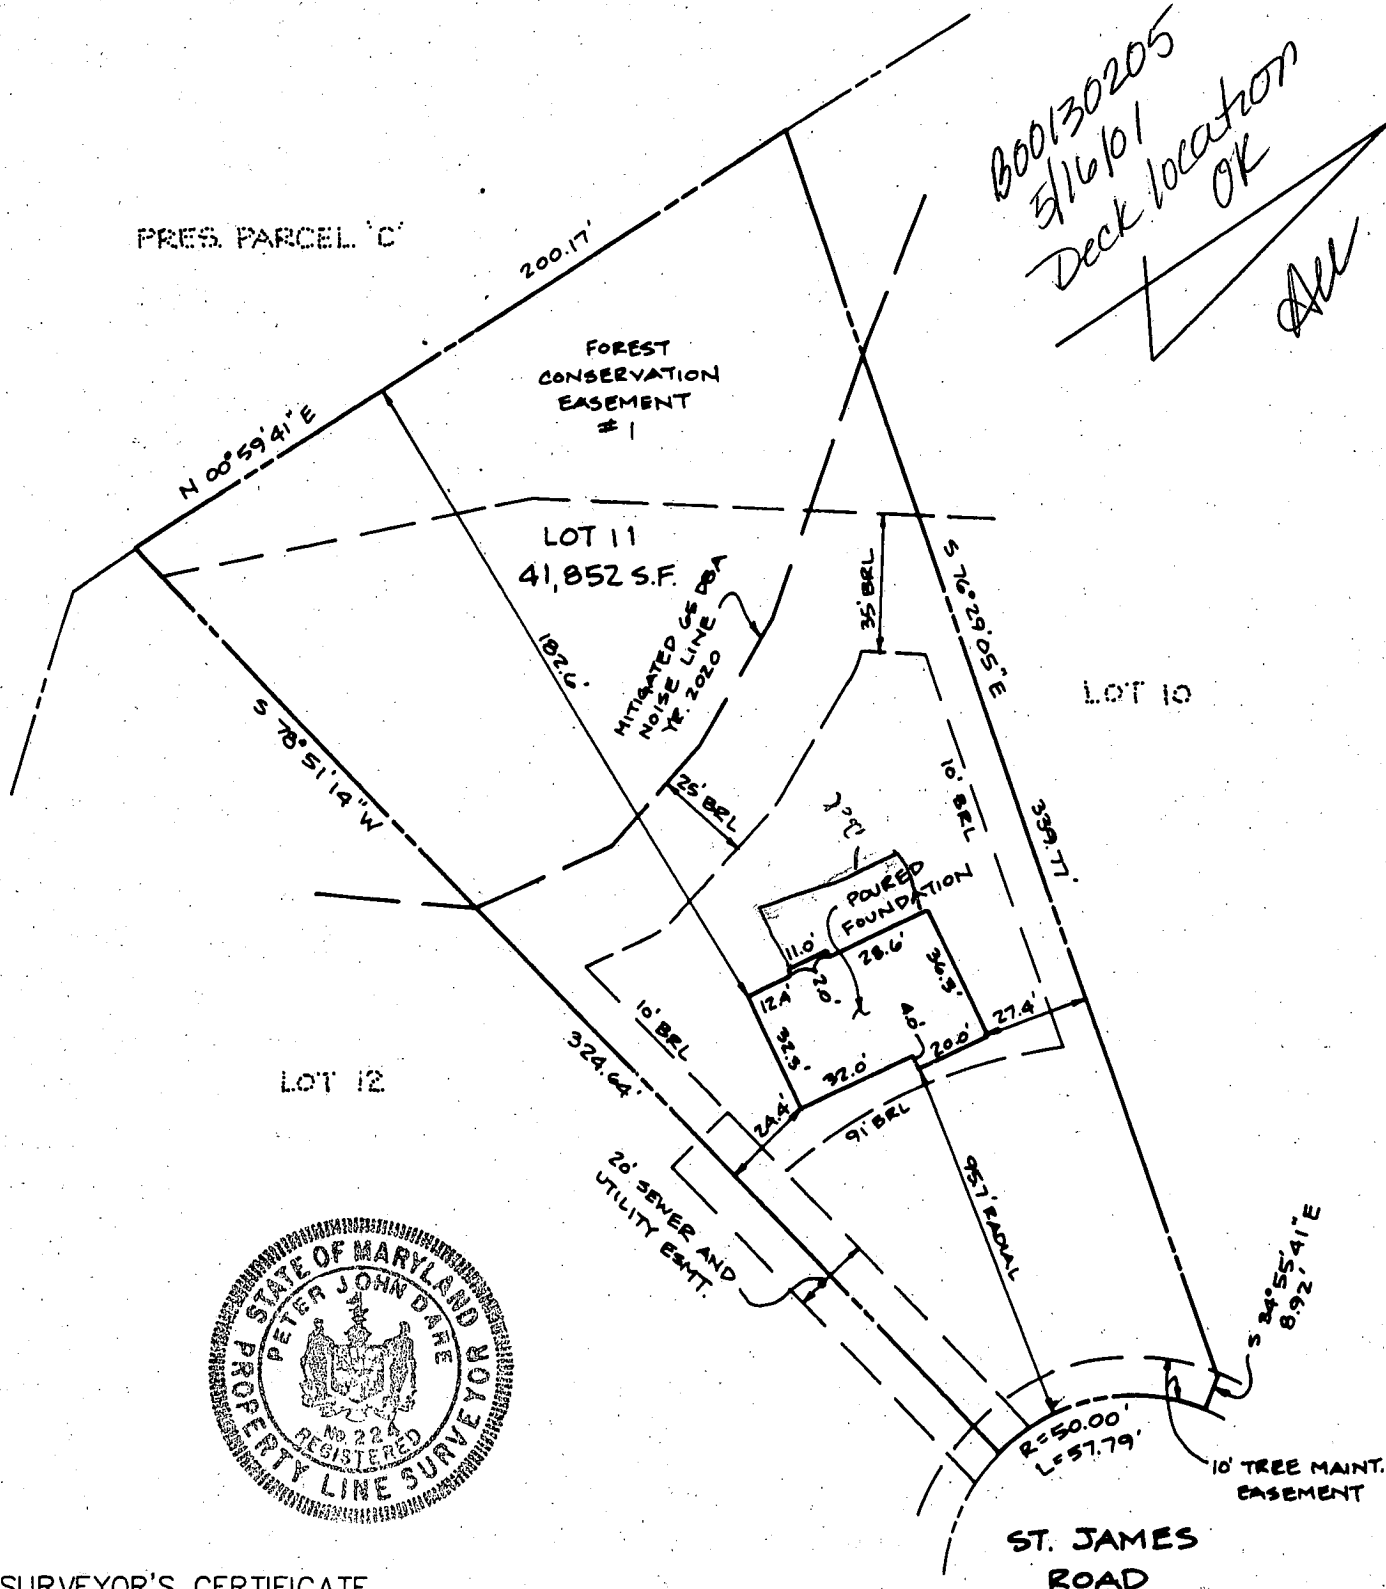 B00130205
5/16/01
Deck location
OK
PRES. PARCEL 'C'
200.17'
N 00°59'41" E
FOREST
CONSERVATION
EASEMENT
# 1
LOT 11
41,852 S.F.
MITIGATED 65 DBA
NOISE LINE
YR. 2020
35' BRL
S 76°29'05" E
LOT 10
182.6'
S 78°51'14" W
25' BRL
10' BRL
339.77'
POURED
FOUNDATION
11.0'
28.6'
2.0'
12.4'
36.3'
32.3'
4.0'
27.4'
20.0'
32.0'
10' BRL
324.64'
LOT 12
24.4'
91' BRL
20' SEWER AND
UTILITY ESMT.
95.7' RADIAL
S 34°55'41" E
8.92'
R=50.00'
L=57.79'
10' TREE MAINT.
EASEMENT
ST. JAMES
ROAD
STATE OF MARYLAND
PETER JOHN DARE
No. 224
REGISTERED
PROPERTY LINE SURVEYOR
SURVEYOR'S CERTIFICATE